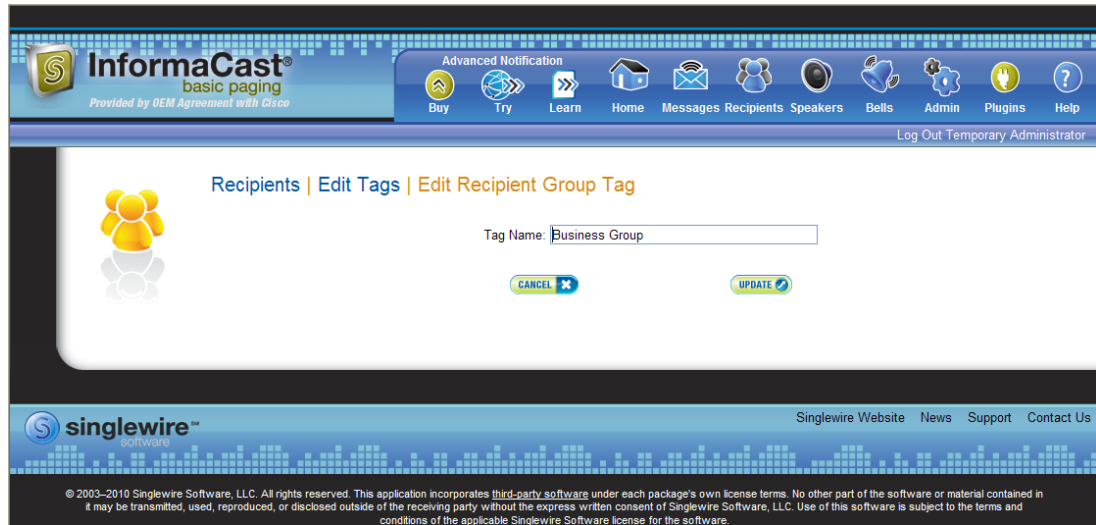 InformaCast®
basic paging
Provided by OEM Agreement with Cisco
Advanced Notification
Buy Try Learn Home Messages Recipients Speakers Bells Admin Plugins Help
Log Out Temporary Administrator
Recipients | Edit Tags | Edit Recipient Group Tag
Tag Name: Business Group
CANCEL UPDATE
singlewire℠
software
Singlewire Website News Support Contact Us
© 2003–2010 Singlewire Software, LLC. All rights reserved. This application incorporates third-party software under each package's own license terms. No other part of the software or material contained in
it may be transmitted, used, reproduced, or disclosed outside of the receiving party without the express written consent of Singlewire Software, LLC. Use of this software is subject to the terms and
conditions of the applicable Singlewire Software license for the software.